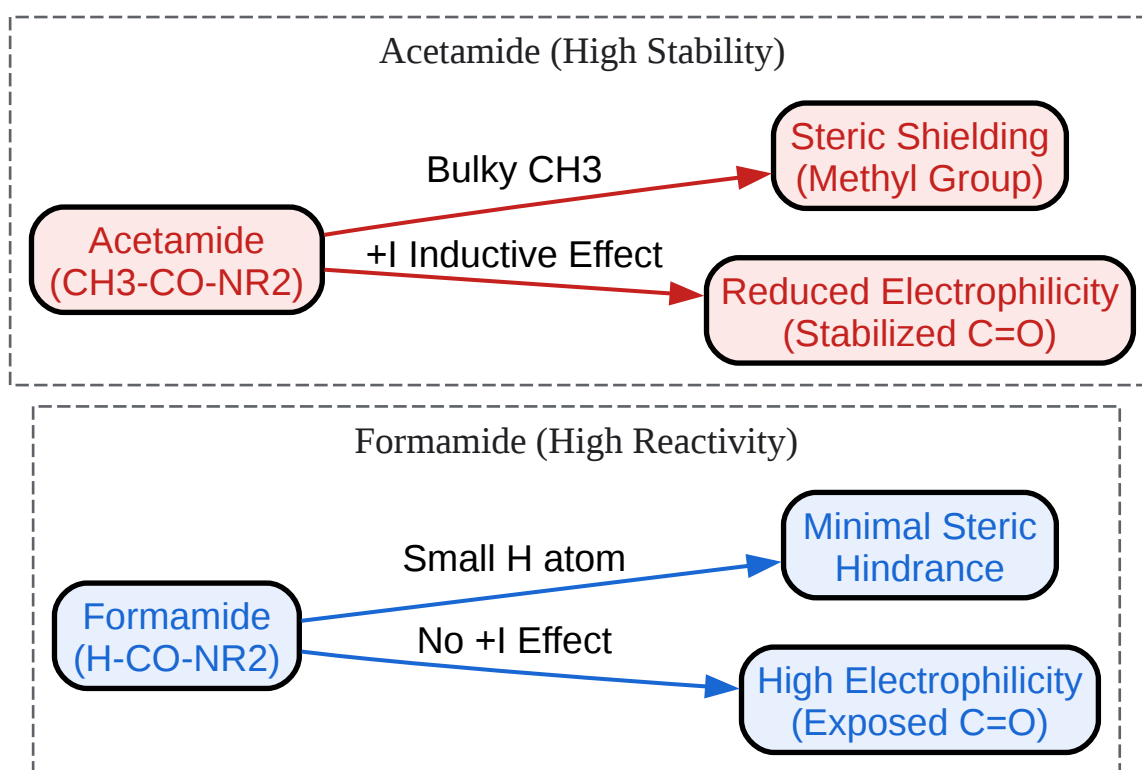 Acetamide (High Stability)
Bulky CH3
Steric Shielding
(Methyl Group)
Acetamide
(CH3-CO-NR2)
+I Inductive Effect
Reduced Electrophilicity
(Stabilized C=O)
Formamide (High Reactivity)
Small H atom
Minimal Steric
Hindrance
Formamide
(H-CO-NR2)
No +I Effect
High Electrophilicity
(Exposed C=O)